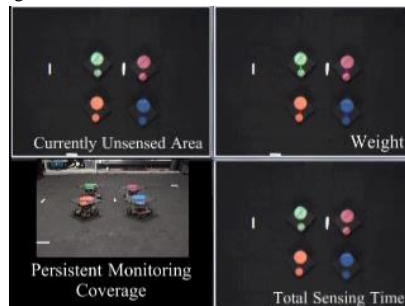 Currently Unsensed Area
Weight
Persistent Monitoring
Coverage
Total Sensing Time